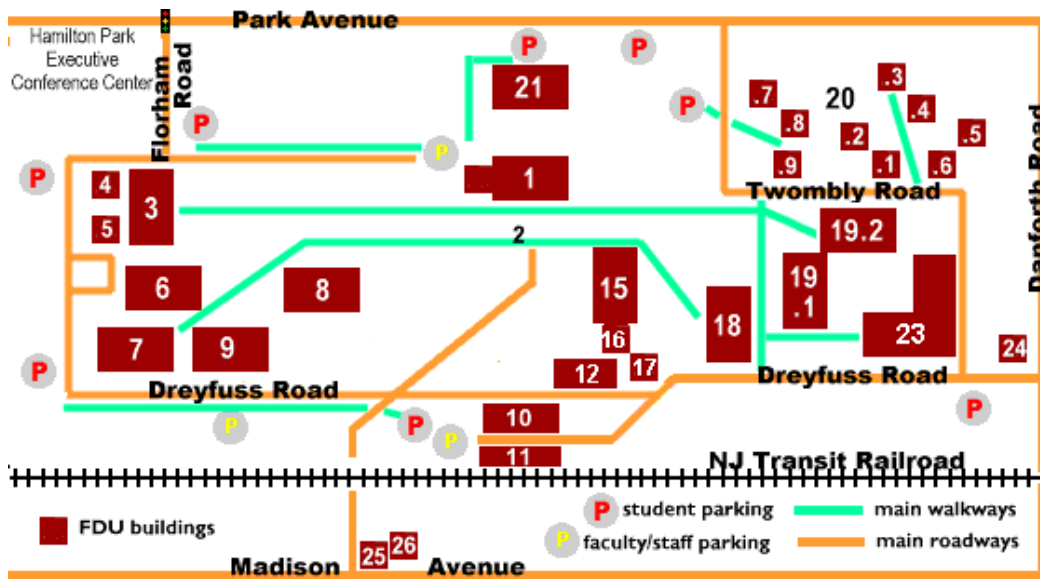 Park Avenue
Hamilton Park
Executive
Conference Center
Florham
Road
P
P
21
P
P
P
P
.7
.8
.9
20
.3
.4
.2
.1
.5
.6
Danforth Road
P
4
.5
3
1
Twombly Road
2
19.2
6
8
15
19
.1
18
23
7
9
16
17
12
24
P
Dreyfuss Road
Dreyfuss Road
P
P
P
P
10
11
NJ Transit Railroad
FDU buildings
P
student parking
main walkways
P
faculty/staff parking
main roadways
25
26
Madison
Avenue